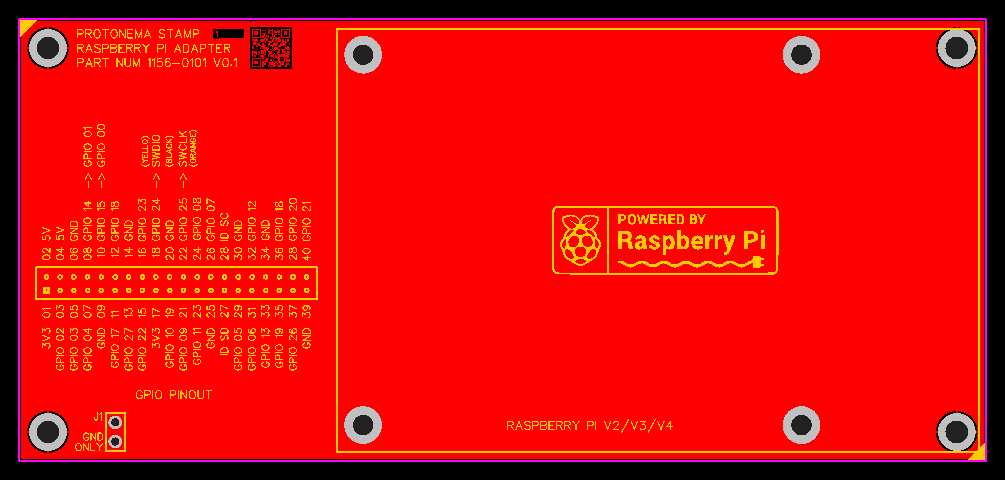 PROTONEMA STAMP 1
RASPBERRY PI ADAPTER
PART NUM 1156-0101 V0.1
02 5V
04 5V
06 GND
08 GPIO 14 --> GPIO 01
10 GPIO 15 --> GPIO 00
12 GPIO 18
14 GND
16 GPIO 23 (YELLO)
18 GPIO 24 --> SWDIO
20 GND (BLACK)
22 GPIO 25 --> SWCLK
24 GPIO 08 (ORANGE)
26 GPIO 07
28 ID SC
30 GND
32 GPIO 12
34 GND
36 GPIO 16
28 GPIO 20
40 GPIO 21
3V3 01
GPIO 02 03
GPIO 03 05
GPIO 04 07
GND 09
GPIO 17 11
GPIO 27 13
GPIO 22 15
3V3 17
GPIO 10 19
GPIO 09 21
GPIO 11 23
GND 25
ID SD 27
GPIO 05 29
GPIO 06 31
GPIO 13 33
GPIO 19 35
GPIO 26 37
GND 39
GPIO PINOUT
J1
GND
ONLY
POWERED BY
Raspberry Pi
RASPBERRY PI V2/V3/V4